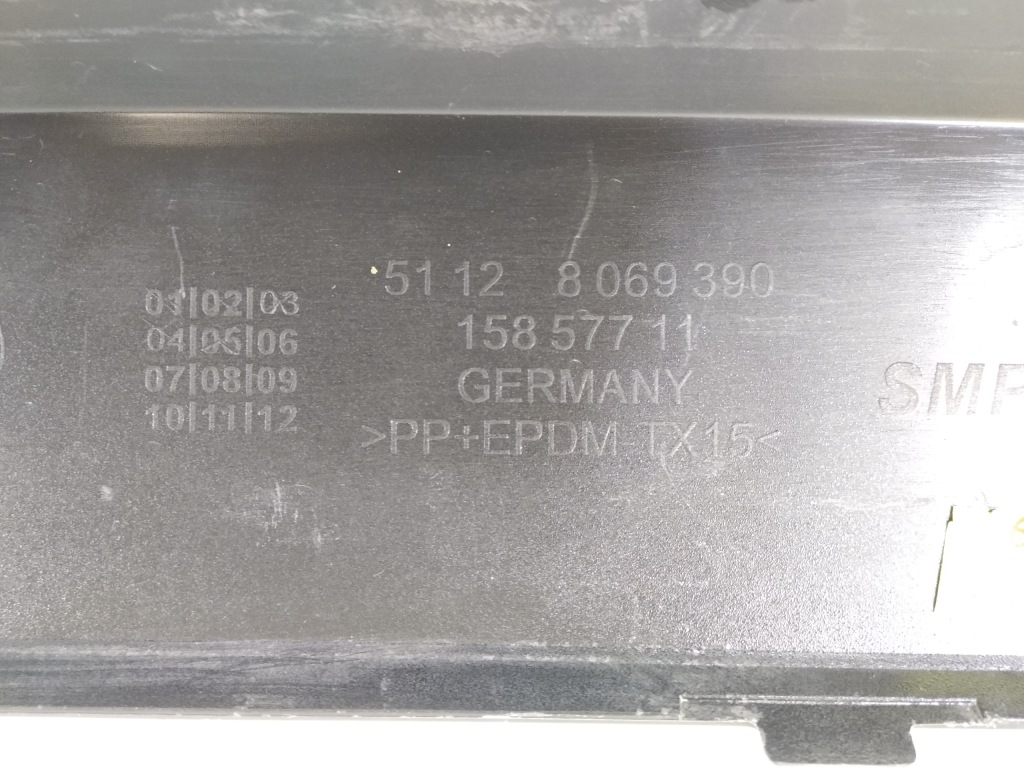 51 12 8 069 390
158 577 11
GERMANY
>PP+EPDM-TX15<
01|02|03
04|05|06
07|08|09
10|11|12
SMP